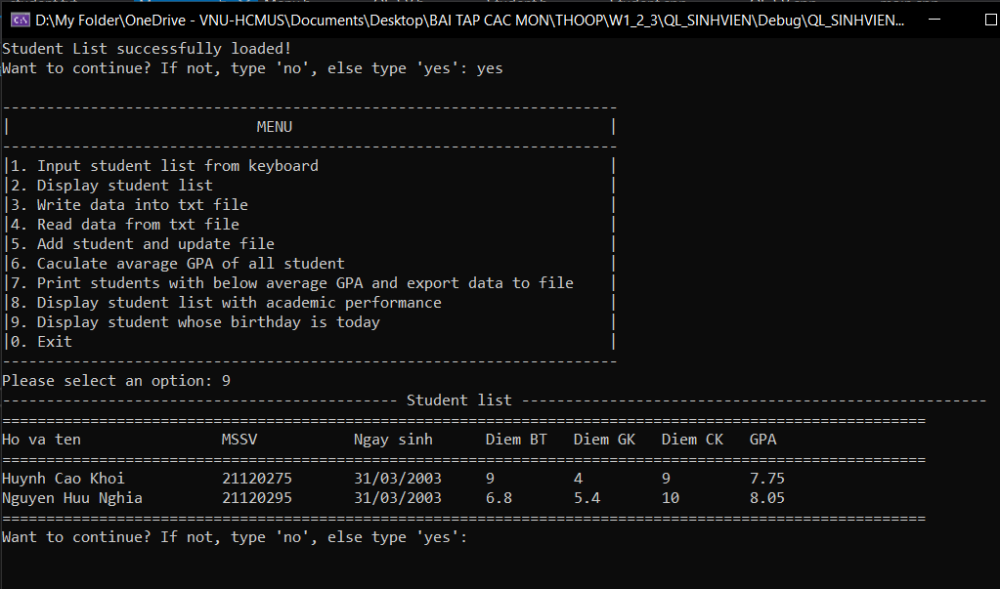 D:\My Folder\OneDrive - VNU-HCMUS\Documents\Desktop\BAI TAP CAC MON\THOOP\W1_2_3\QL_SINHVIEN\Debug\QL_SINHVIEN...
Student List successfully loaded!
Want to continue? If not, type 'no', else type 'yes': yes
----------------------------------------------------------------------
| MENU |
----------------------------------------------------------------------
|1. Input student list from keyboard |
|2. Display student list |
|3. Write data into txt file |
|4. Read data from txt file |
|5. Add student and update file |
|6. Caculate avarage GPA of all student |
|7. Print students with below average GPA and export data to file |
|8. Display student list with academic performance |
|9. Display student whose birthday is today |
|0. Exit |
----------------------------------------------------------------------
Please select an option: 9
--------------------------------------------- Student list -----------------------------------------------------
=========================================================================================================
Ho va ten MSSV Ngay sinh Diem BT Diem GK Diem CK GPA
=========================================================================================================
Huynh Cao Khoi 21120275 31/03/2003 9 4 9 7.75
Nguyen Huu Nghia 21120295 31/03/2003 6.8 5.4 10 8.05
=========================================================================================================
Want to continue? If not, type 'no', else type 'yes':